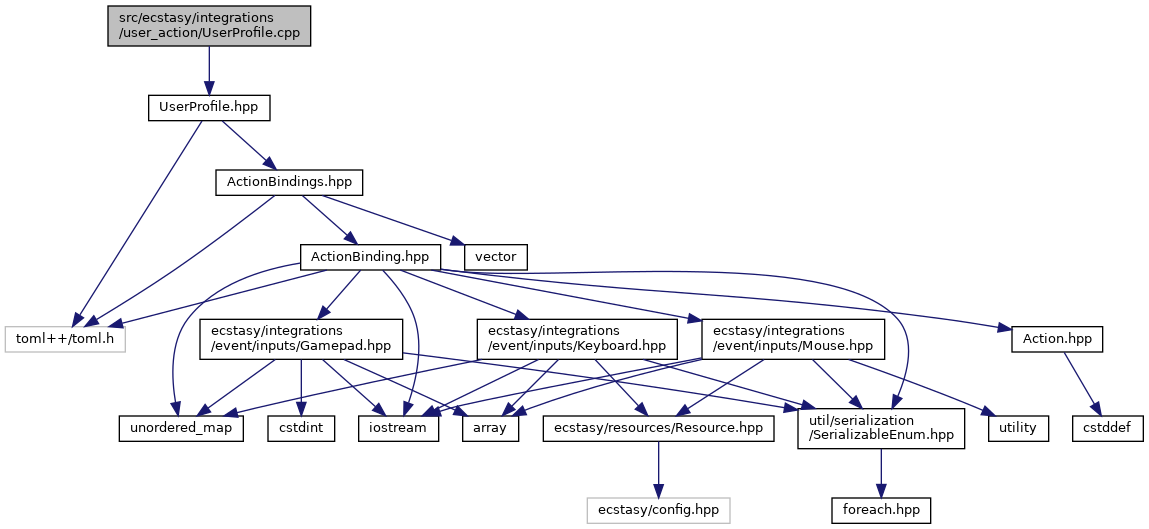 src/ecstasy/integrations
/user_action/UserProfile.cpp
UserProfile.hpp
ActionBindings.hpp
ActionBinding.hpp
vector
toml++/toml.h
ecstasy/integrations
/event/inputs/Gamepad.hpp
ecstasy/integrations
/event/inputs/Keyboard.hpp
ecstasy/integrations
/event/inputs/Mouse.hpp
Action.hpp
unordered_map
cstdint
iostream
array
ecstasy/resources/Resource.hpp
util/serialization
/SerializableEnum.hpp
utility
cstddef
ecstasy/config.hpp
foreach.hpp